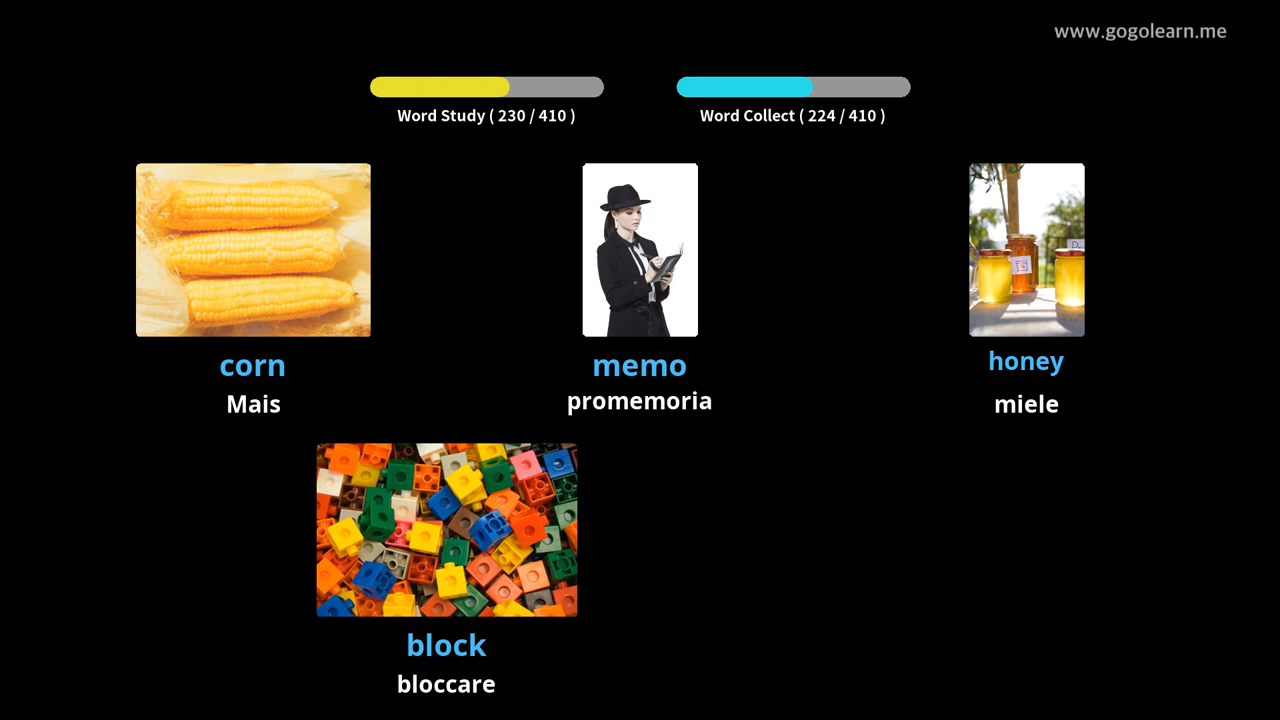 www.gogolearn.me
Word Study ( 230 / 410 )
Word Collect ( 224 / 410 )
corn
Mais
memo
promemoria
honey
miele
block
bloccare